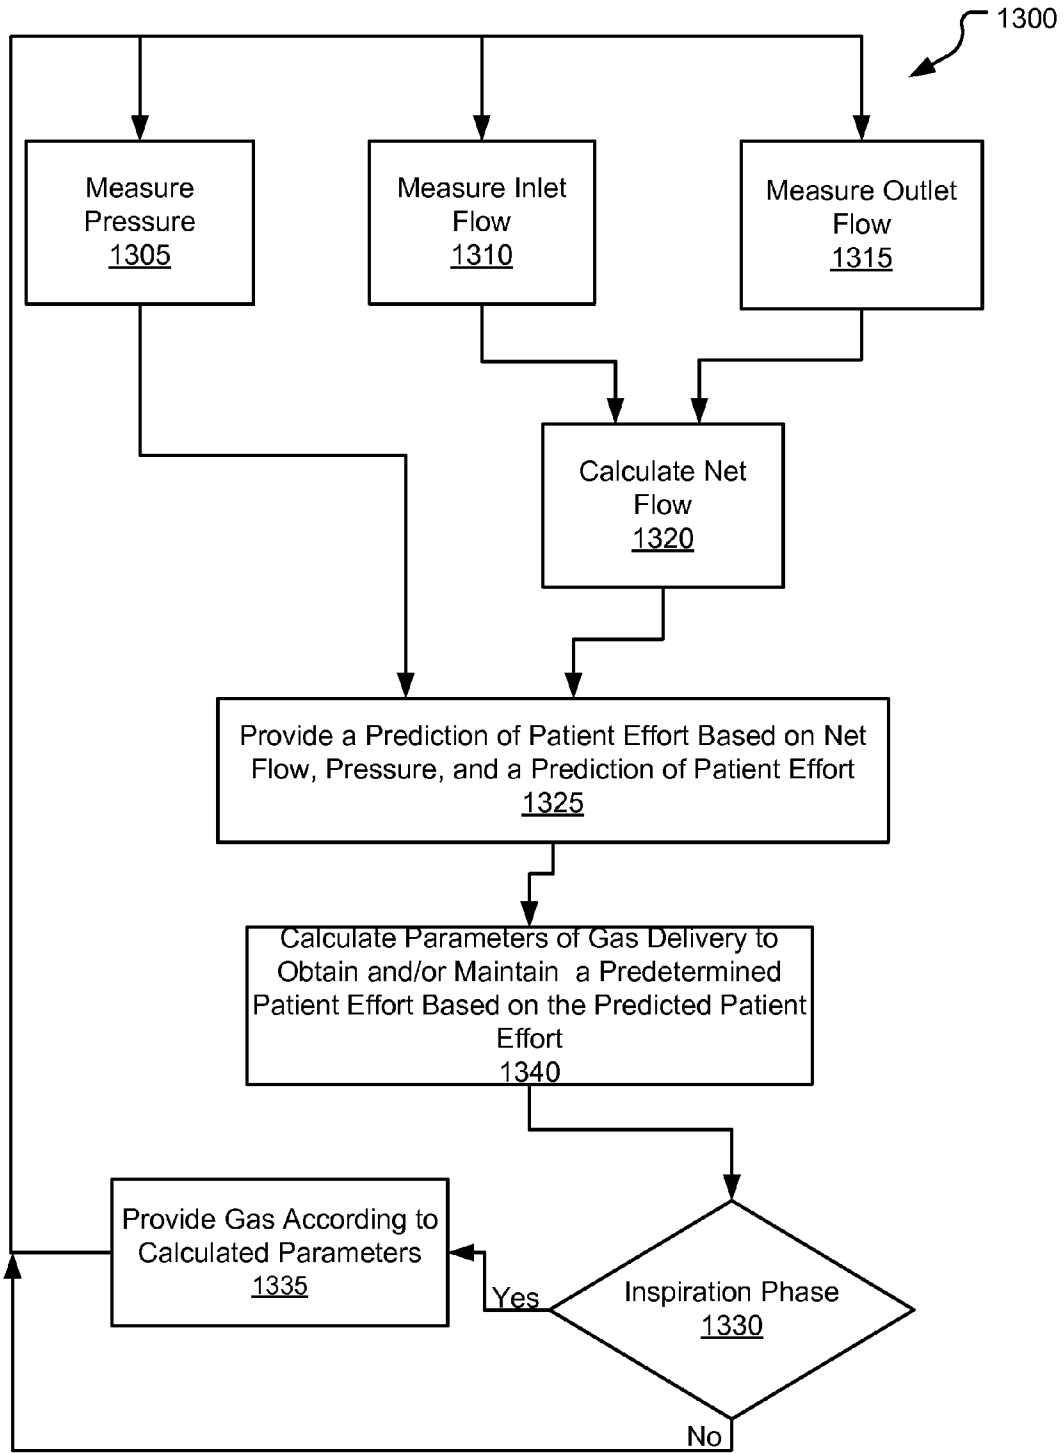 1300
Measure
Pressure
1305
Measure Inlet
Flow
1310
Measure Outlet
Flow
1315
Calculate Net
Flow
1320
Provide a Prediction of Patient Effort Based on Net
Flow, Pressure, and a Prediction of Patient Effort
1325
Calculate Parameters of Gas Delivery to
Obtain and/or Maintain a Predetermined
Patient Effort Based on the Predicted Patient
Effort
1340
Provide Gas According to
Calculated Parameters
1335
Yes
Inspiration Phase
1330
No